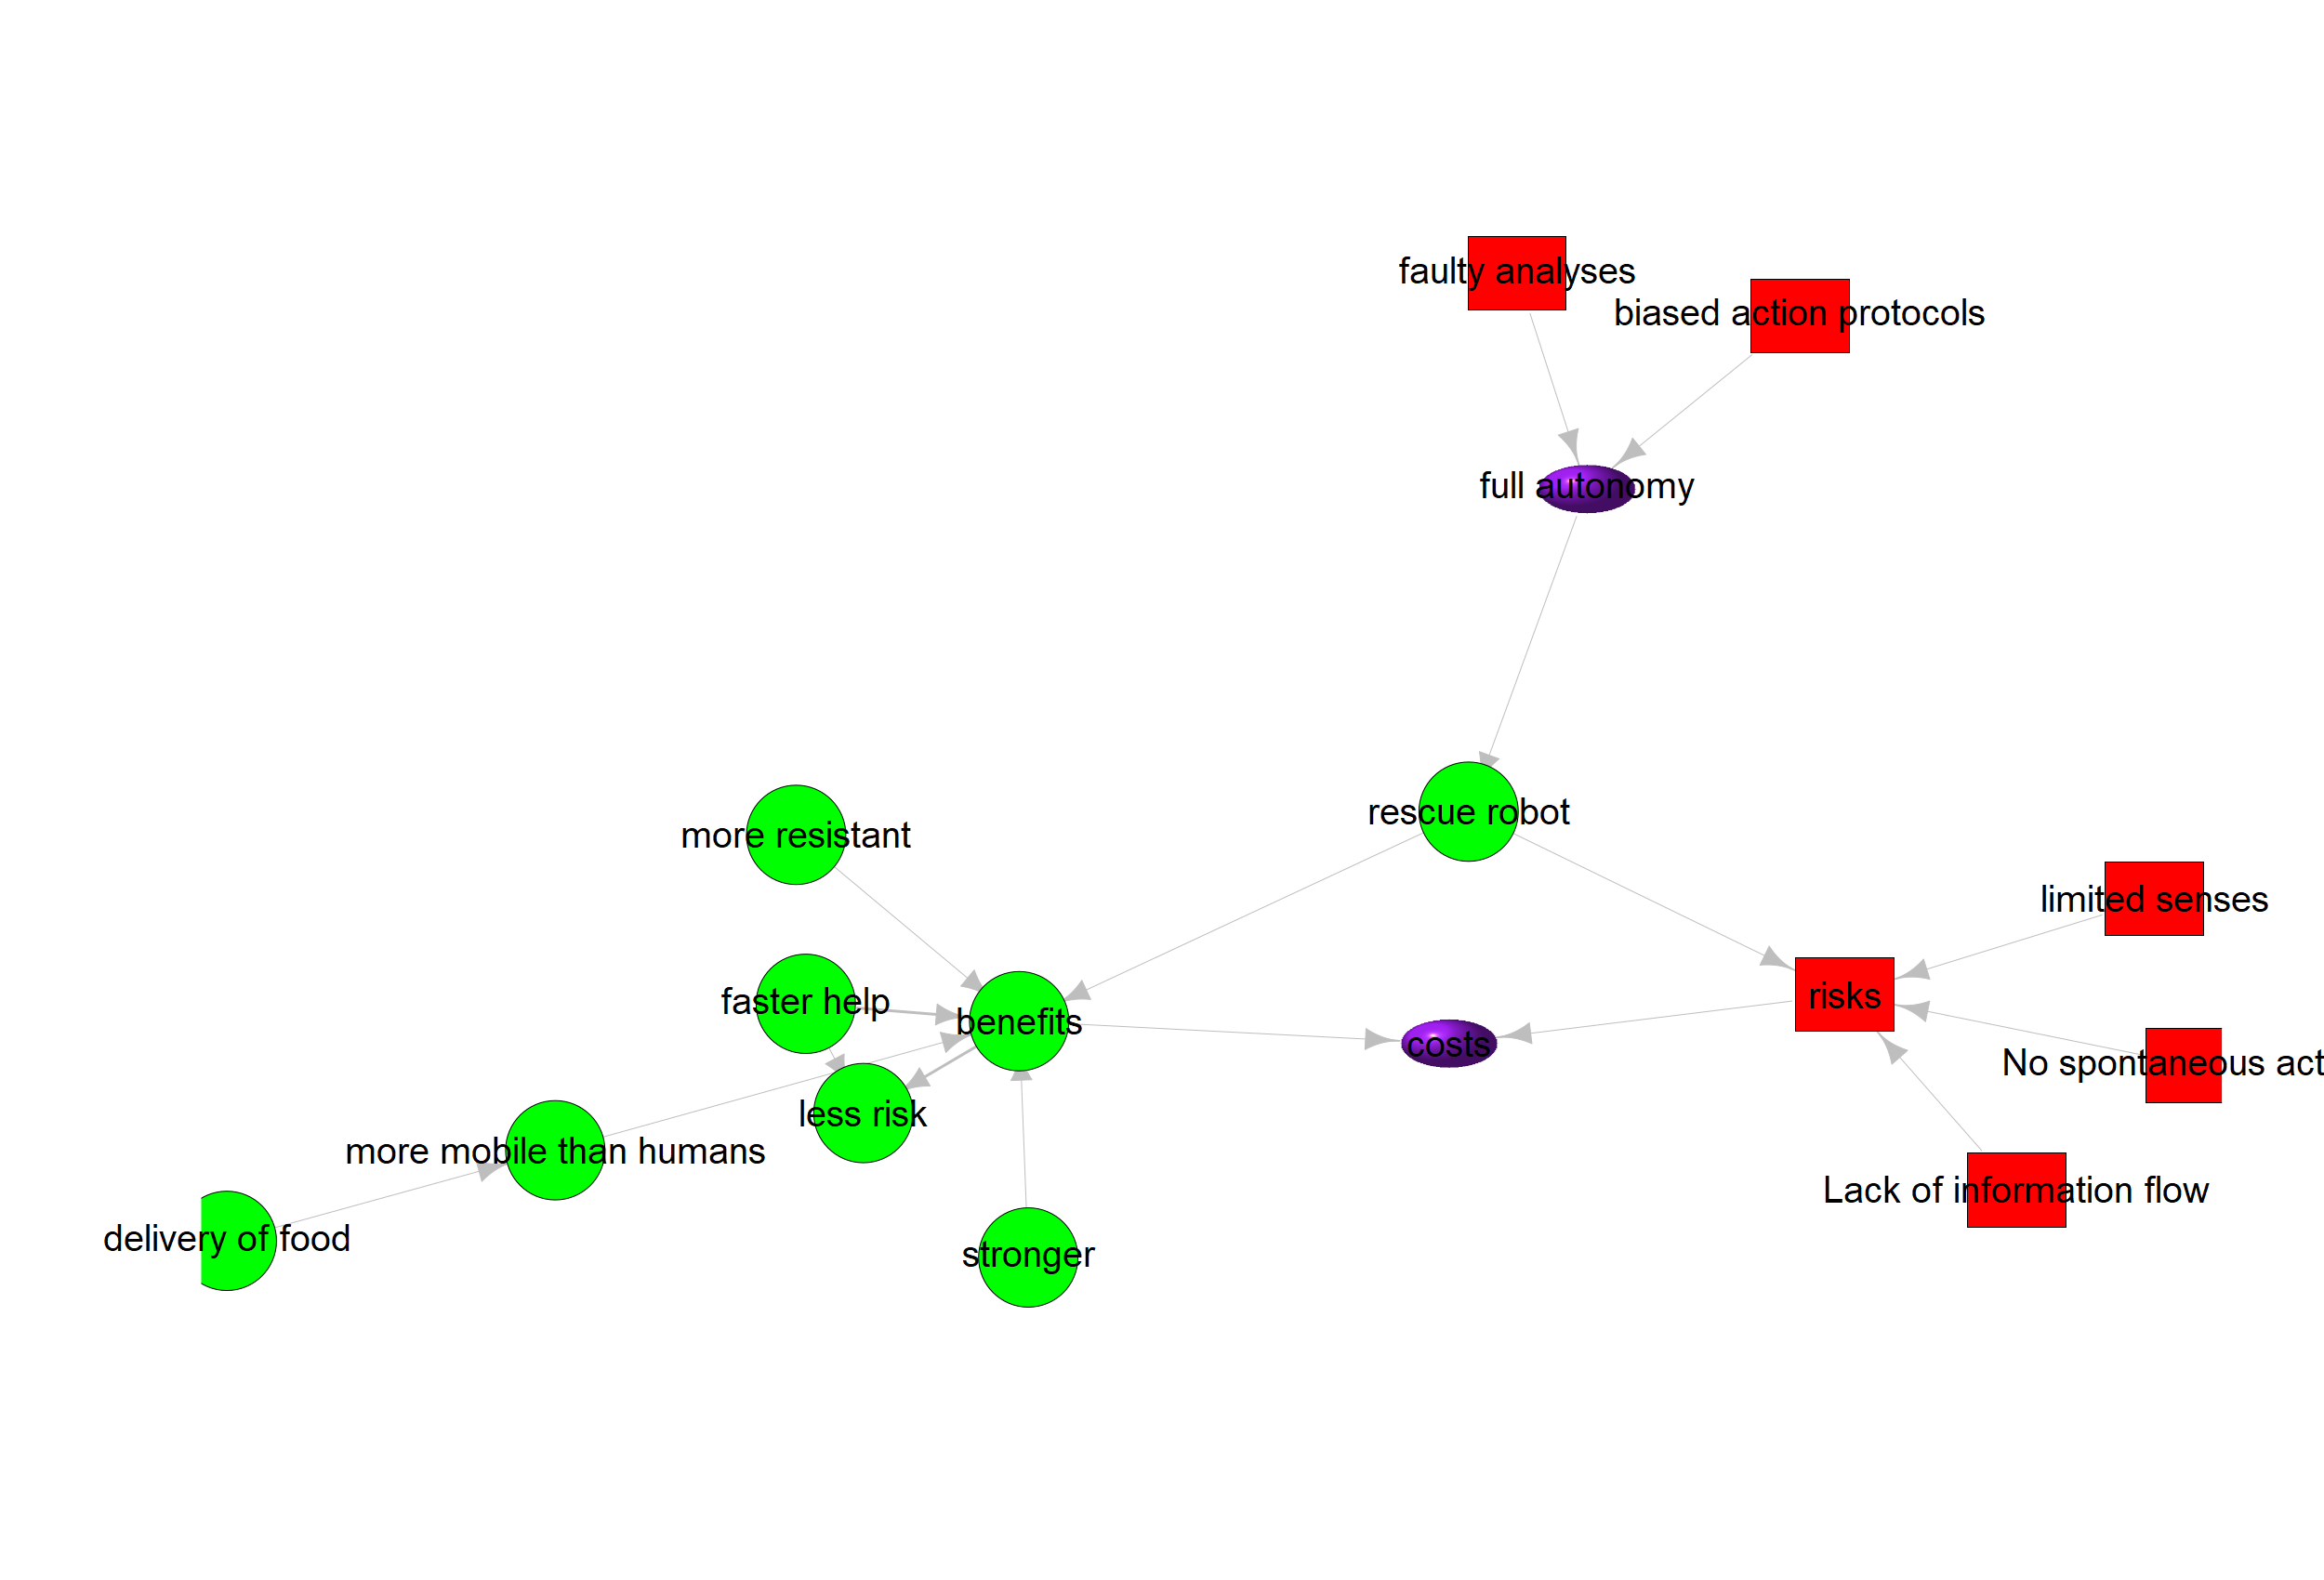 faulty analyses
biased action protocols
full autonomy
rescue robot
more resistant
limited senses
risks
faster help
benefits
costs
No spontaneous act
less risk
more mobile than humans
Lack of information flow
delivery of food
stronger